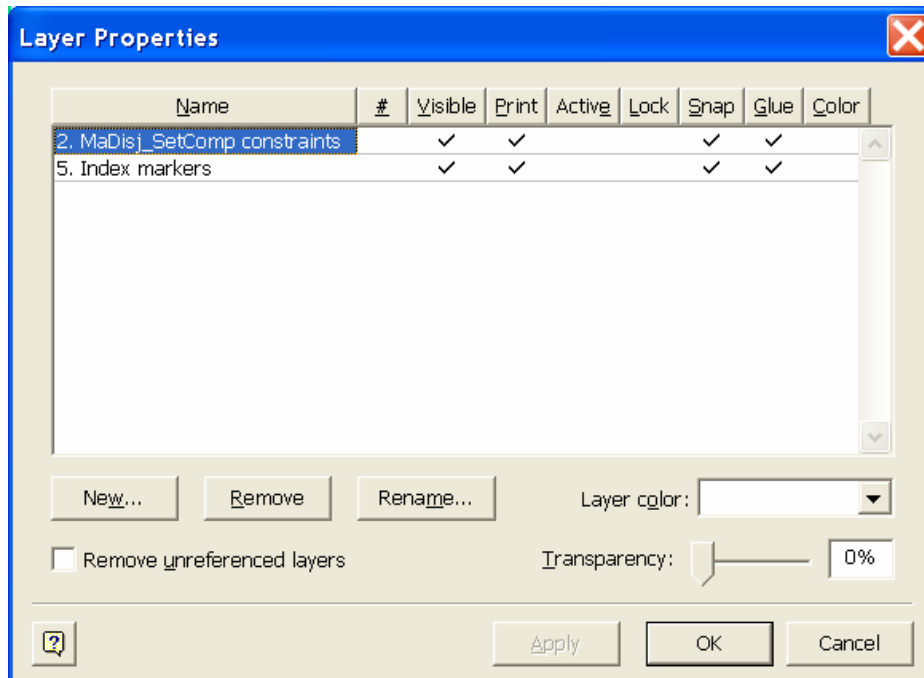 Layer Properties
Name # Visible Print Active Lock Snap Glue Color
2. MaDisj_SetComp constraints
5. Index markers
New... Remove Rename... Layer color:
Remove unreferenced layers Transparency: 0%
Apply OK Cancel